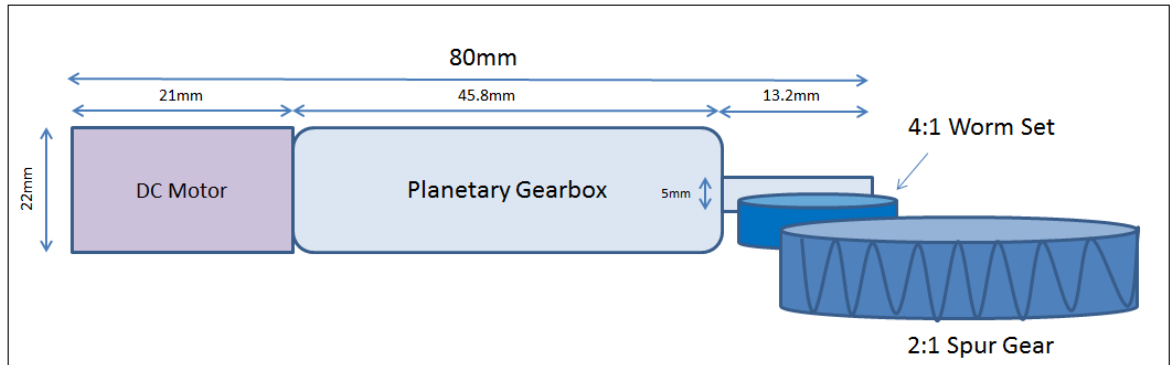 80mm
21mm
45.8mm
13.2mm
4:1 Worm Set
22mm
DC Motor
Planetary Gearbox
5mm
2:1 Spur Gear